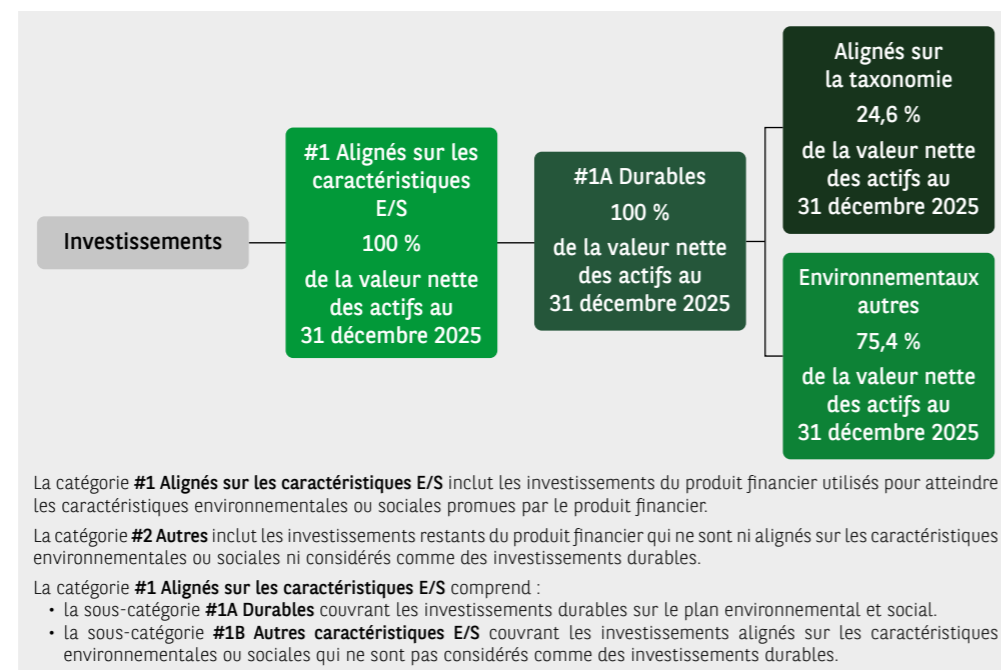 Investissements
#1 Alignés sur les
caractéristiques
E/S
100 %
de la valeur nette
des actifs au
31 décembre 2025
#1A Durables
100 %
de la valeur nette
des actifs au
31 décembre 2025
Alignés sur
la taxonomie
24,6 %
de la valeur nette
des actifs au
31 décembre 2025
Environnementaux
autres
75,4 %
de la valeur nette
des actifs au
31 décembre 2025
La catégorie #1 Alignés sur les caractéristiques E/S inclut les investissements du produit financier utilisés pour atteindre
les caractéristiques environnementales ou sociales promues par le produit financier.
La catégorie #2 Autres inclut les investissements restants du produit financier qui ne sont ni alignés sur les caractéristiques
environnementales ou sociales ni considérés comme des investissements durables.
La catégorie #1 Alignés sur les caractéristiques E/S comprend :
• la sous-catégorie #1A Durables couvrant les investissements durables sur le plan environnemental et social.
• la sous-catégorie #1B Autres caractéristiques E/S couvrant les investissements alignés sur les caractéristiques
environnementales ou sociales qui ne sont pas considérés comme des investissements durables.